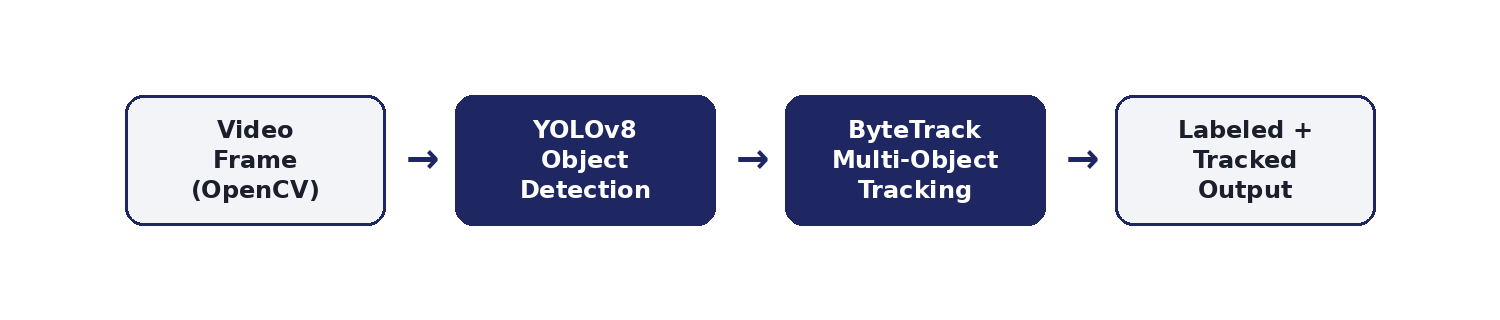 Video
Frame
(OpenCV)
→
YOLOv8
Object
Detection
→
ByteTrack
Multi-Object
Tracking
→
Labeled +
Tracked
Output